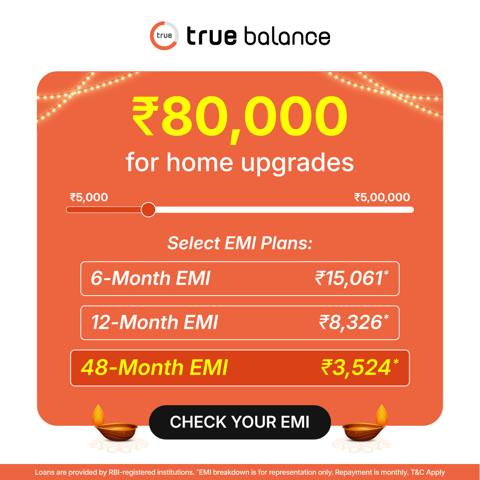 true true balance
₹80,000
for home upgrades
₹5,000 ₹5,00,000
Select EMI Plans:
6-Month EMI ₹15,061*
12-Month EMI ₹8,326*
48-Month EMI ₹3,524*
CHECK YOUR EMI
Loans are provided by RBI-registered institutions. *EMI breakdown is for representation only. Repayment is monthly. T&C Apply